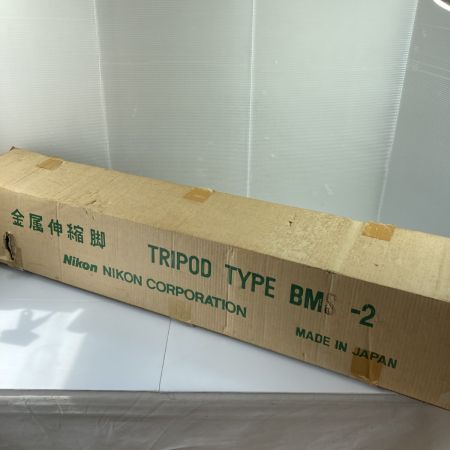 金属伸縮脚
TRIPOD TYPE BMS -2
Nikon NIKON CORPORATION
MADE IN JAPAN